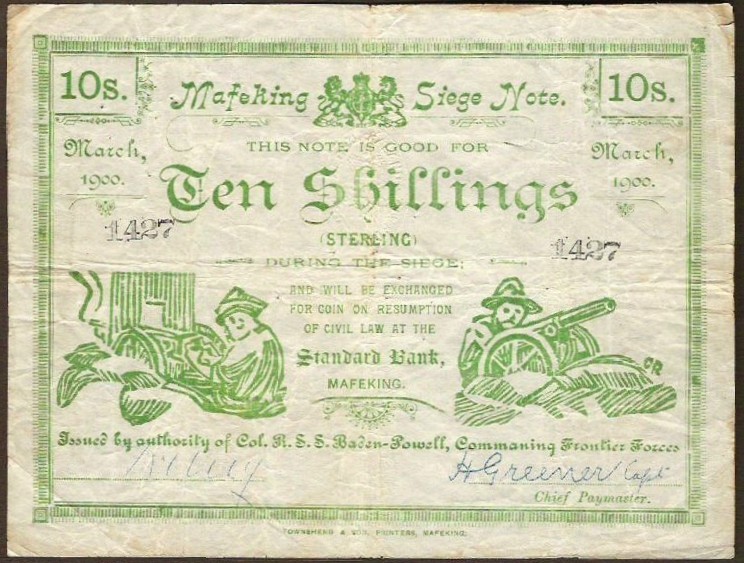 10s.
Mafeking Siege Note.
10s.
March,
1900.
THIS NOTE IS GOOD FOR
March,
1900.
Ten Shillings
1427
(STERLING)
1427
DURING THE SIEGE;
AND WILL BE EXCHANGED
FOR COIN ON RESUMPTION
OF CIVIL LAW AT THE
Standard Bank,
MAFEKING.
CR
Issued by authority of Col. R. S. S. Baden-Powell, Commaning Frontier Forces
H Greener Capt
Chief Paymaster.
TOWNSHEND & SON, PRINTERS, MAFEKING.